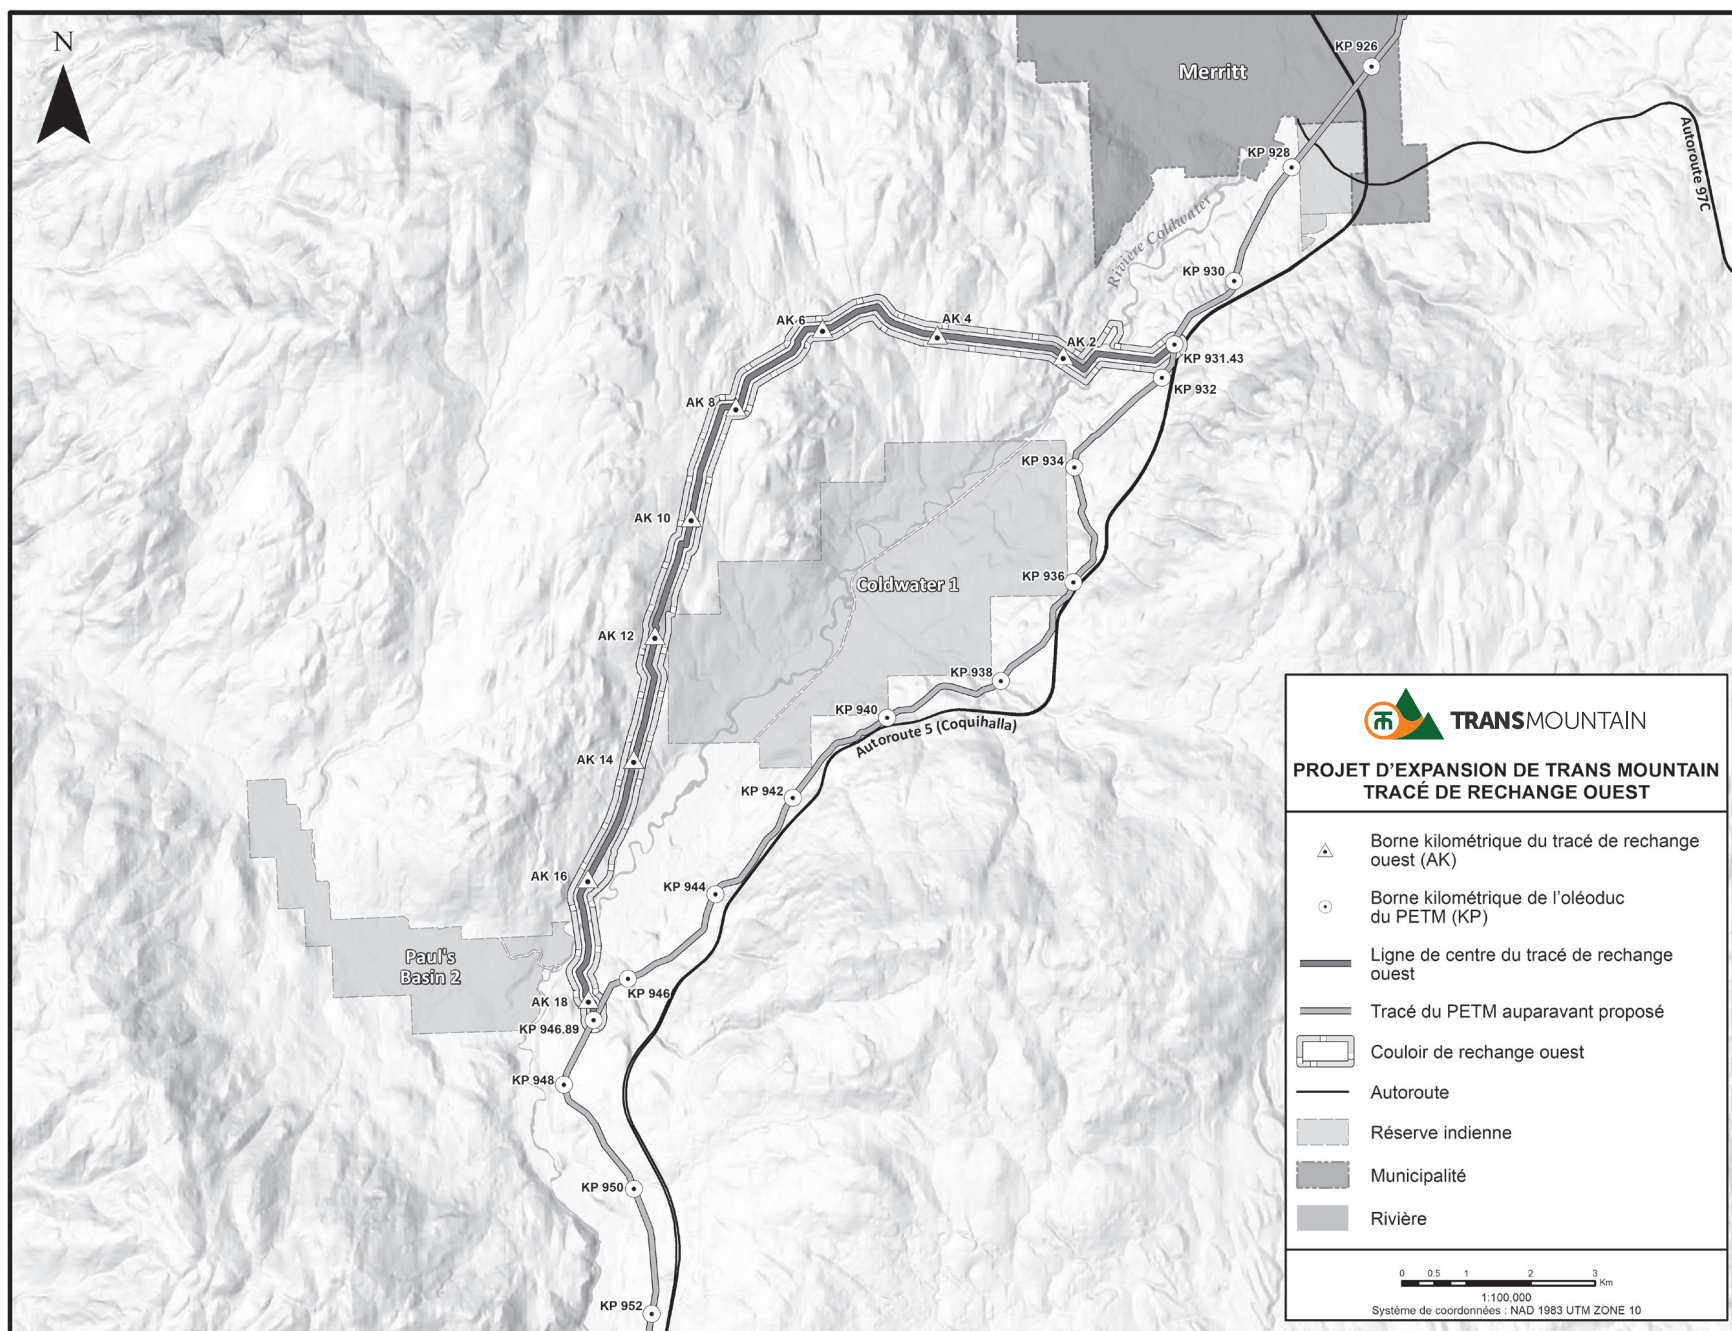 N
Merritt
KP 926
Autoroute 97C
KP 928
Rivière Coldwater
KP 930
AK 6
AK 4
AK 2
KP 931.43
KP 932
AK 8
KP 934
AK 10
KP 936
Coldwater 1
AK 12
KP 938
KP 940
Autoroute 5 (Coquihalla)
AK 14
KP 942
AK 16
KP 944
Paul's
Basin 2
KP 946
AK 18
KP 946.89
KP 948
KP 950
KP 952
TRANSMOUNTAIN
PROJET D'EXPANSION DE TRANS MOUNTAIN
TRACÉ DE RECHANGE OUEST
Borne kilométrique du tracé de rechange
ouest (AK)
Borne kilométrique de l'oléoduc
du PETM (KP)
Ligne de centre du tracé de rechange
ouest
Tracé du PETM auparavant proposé
Couloir de rechange ouest
Autoroute
Réserve indienne
Municipalité
Rivière
0 0.5 1 2 3
Km
1:100,000
Système de coordonnées : NAD 1983 UTM ZONE 10